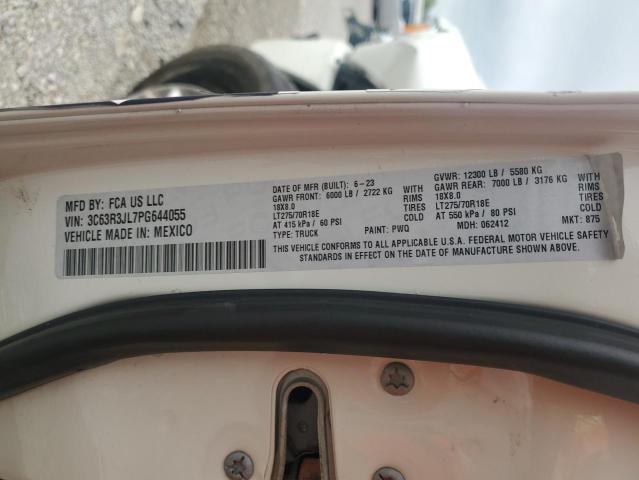 MFD BY: FCA US LLC
VIN: 3C63R3JL7PG644055
VEHICLE MADE IN: MEXICO
DATE OF MFR (BUILT): 6-23
GAWR FRONT: 6000 LB / 2722 KG
WITH
18X8.0
RIMS
LT275/70R18E
TIRES
AT 415 kPa / 60 PSI
COLD
TYPE: TRUCK
PAINT: PWQ
GVWR: 12300 LB / 5580 KG
GAWR REAR: 7000 LB / 3176 KG
WITH
18X8.0
RIMS
LT275/70R18E
TIRES
AT 550 kPa / 80 PSI
COLD
MDH: 062412
MKT: 875
THIS VEHICLE CONFORMS TO ALL APPLICABLE U.S.A. FEDERAL MOTOR VEHICLE SAFETY
STANDARDS IN EFFECT ON THE DATE OF MANUFACTURE SHOWN ABOVE.